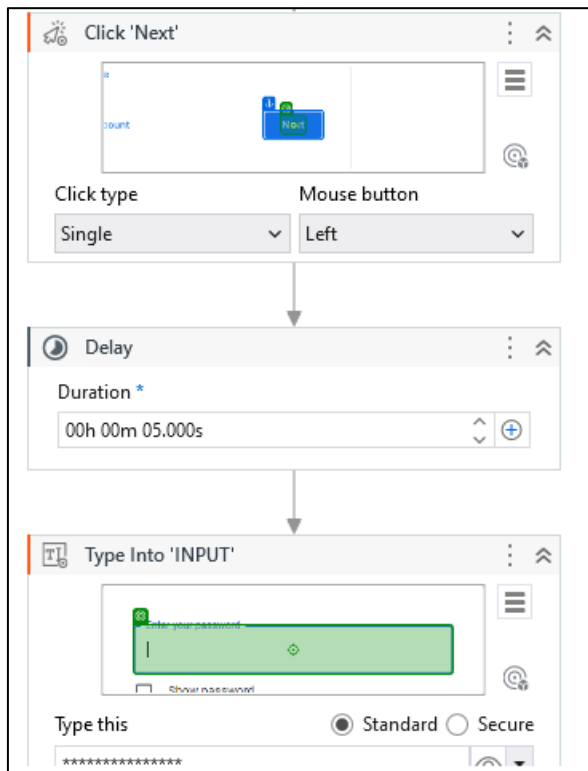 Click 'Next'
count
Next
Click type
Mouse button
Single
Left
Delay
Duration *
00h 00m 05.000s
Type Into 'INPUT'
Enter your password
Show password
Type this
Standard
Secure
***************